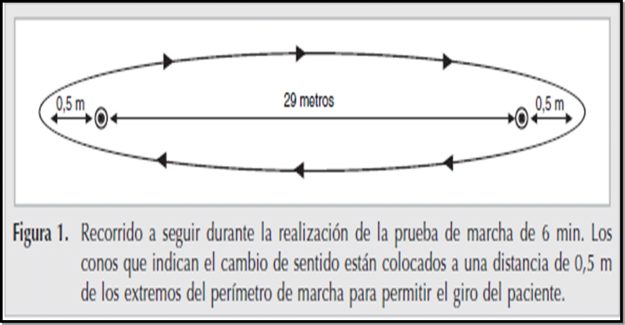 0,5 m 29 metros 0,5 m
Figura 1. Recorrido a seguir durante la realización de la prueba de marcha de 6 min. Los
conos que indican el cambio de sentido están colocados a una distancia de 0,5 m
de los extremos del perímetro de marcha para permitir el giro del paciente.